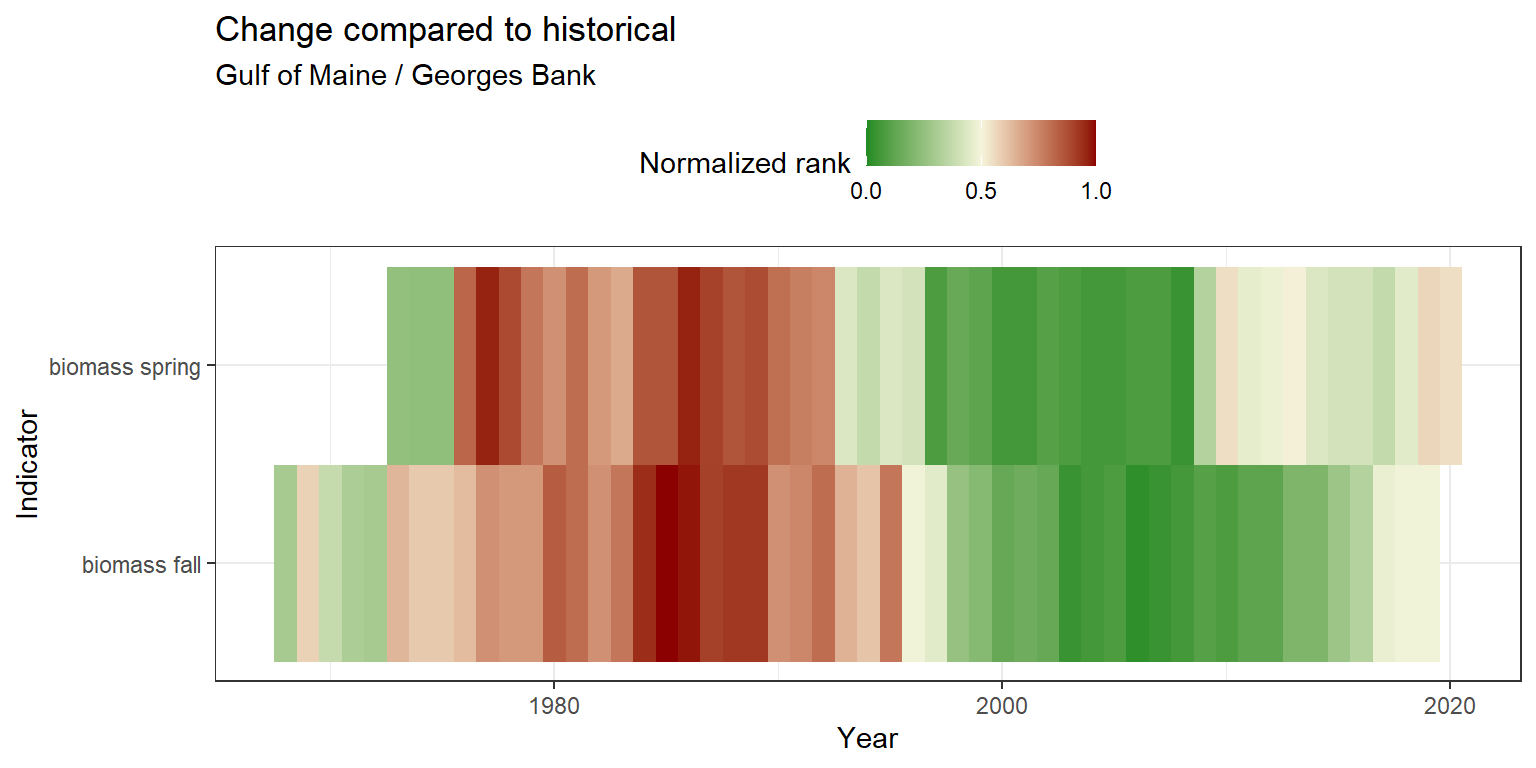 Change compared to historical
Gulf of Maine / Georges Bank
Normalized rank
0.0 0.5 1.0
biomass spring
biomass fall
Indicator
1980 2000 2020
Year